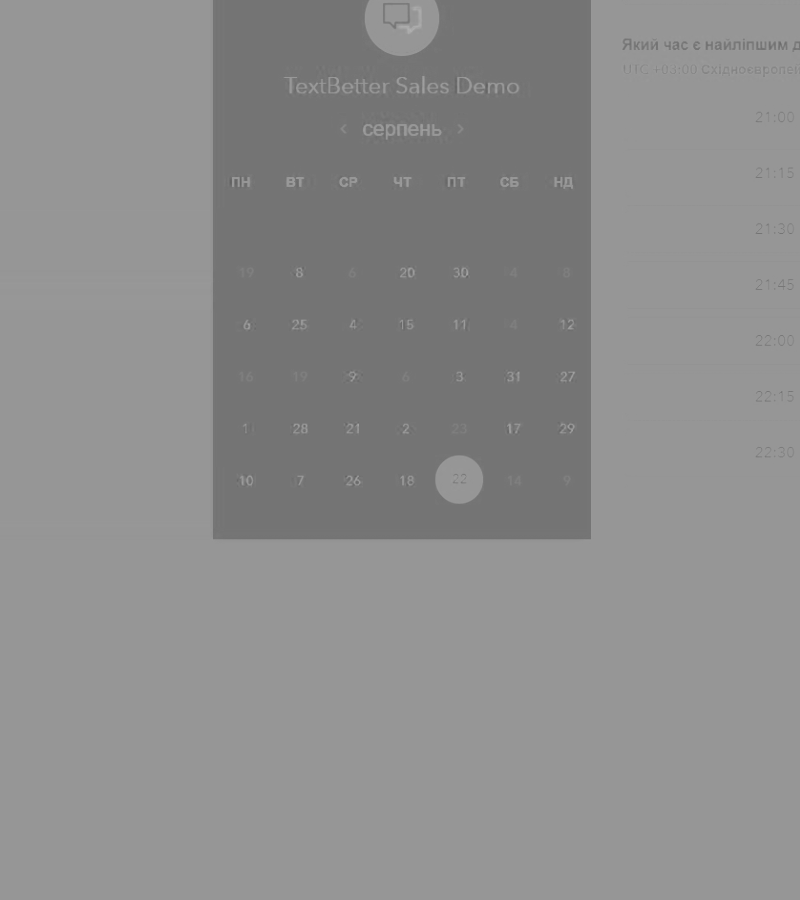 TextBetter Sales Demo
‹ серпень ›
ПН ВТ СР ЧТ ПТ СБ НД
19 8 6 20 30 4 8
6 25 4 15 11 4 12
16 19 9 6 3 31 27
1 28 21 2 23 17 29
10 7 26 18 22 14 9
Який час є найліпшим д
UTC +03:00 Східноєвропей
21:00
21:15
21:30
21:45
22:00
22:15
22:30